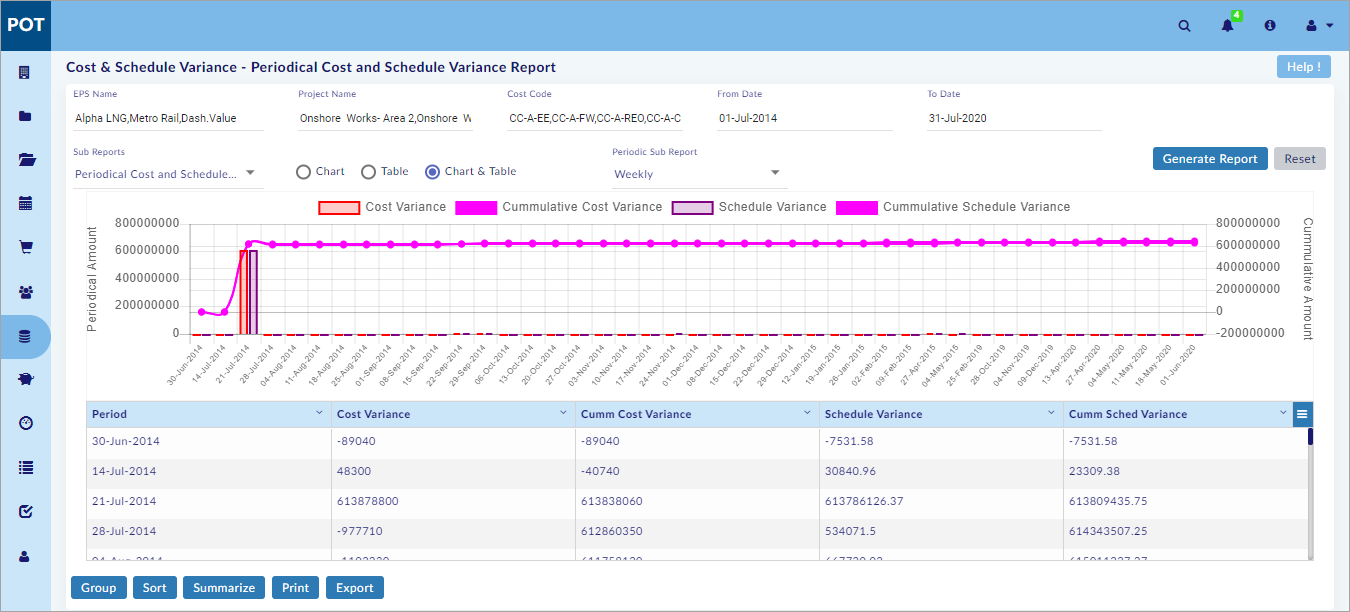 POT
4
Cost & Schedule Variance - Periodical Cost and Schedule Variance Report
Help !
EPS Name Project Name Cost Code From Date To Date
Alpha LNG,Metro Rail,Dash.Value Onshore Works- Area 2,Onshore W CC-A-EE,CC-A-FW,CC-A-REO,CC-A-C 01-Jul-2014 31-Jul-2020
Sub Reports Periodic Sub Report
Periodical Cost and Schedule... Chart Table Chart & Table Weekly Generate Report Reset
Cost Variance Cummulative Cost Variance Schedule Variance Cummulative Schedule Variance
Periodical Amount
800000000
600000000
400000000
200000000
0
800000000
600000000
400000000
200000000
0
-200000000
Cummulative Amount
30-Jun-2014 14-Jul-2014 21-Jul-2014 28-Jul-2014 04-Aug-2014 11-Aug-2014 18-Aug-2014 25-Aug-2014 01-Sep-2014 08-Sep-2014 15-Sep-2014 22-Sep-2014 29-Sep-2014 06-Oct-2014 13-Oct-2014 20-Oct-2014 27-Oct-2014 03-Nov-2014 10-Nov-2014 17-Nov-2014 24-Nov-2014 01-Dec-2014 08-Dec-2014 15-Dec-2014 22-Dec-2014 29-Dec-2014 12-Jan-2015 19-Jan-2015 26-Jan-2015 02-Feb-2015 09-Feb-2015 27-Apr-2015 04-May-2015 25-Feb-2019 28-Oct-2019 04-Nov-2019 09-Dec-2019 13-Apr-2020 27-Apr-2020 04-May-2020 11-May-2020 18-May-2020 01-Jun-2020
Period Cost Variance Cumm Cost Variance Schedule Variance Cumm Sched Variance
30-Jun-2014 -89040 -89040 -7531.58 -7531.58
14-Jul-2014 48300 -40740 30840.96 23309.38
21-Jul-2014 613878800 613838060 613786126.37 613809435.75
28-Jul-2014 -977710 612860350 534071.5 614343507.25
Group Sort Summarize Print Export